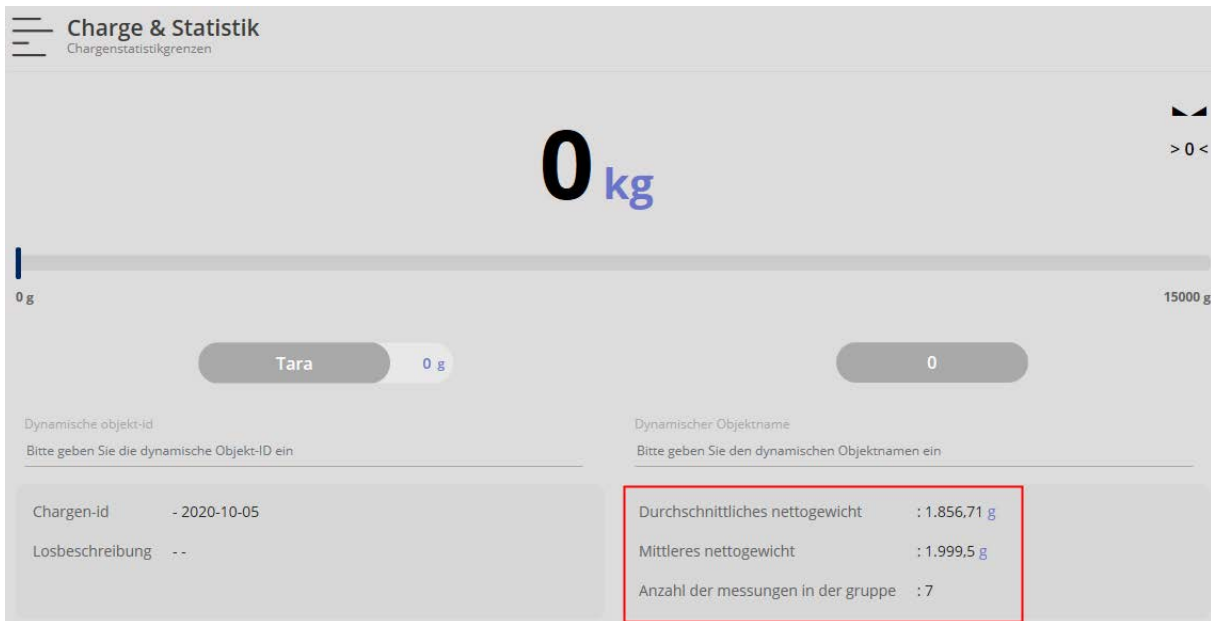 Charge & Statistik
Chargenstatistikgrenzen
0 kg
> 0 <
0 g
15000 g
Tara 0 g
0
Dynamische objekt-id
Bitte geben Sie die dynamische Objekt-ID ein
Dynamischer Objektname
Bitte geben Sie den dynamischen Objektnamen ein
Chargen-id - 2020-10-05
Losbeschreibung - -
Durchschnittliches nettogewicht : 1.856,71 g
Mittleres nettogewicht : 1.999,5 g
Anzahl der messungen in der gruppe : 7